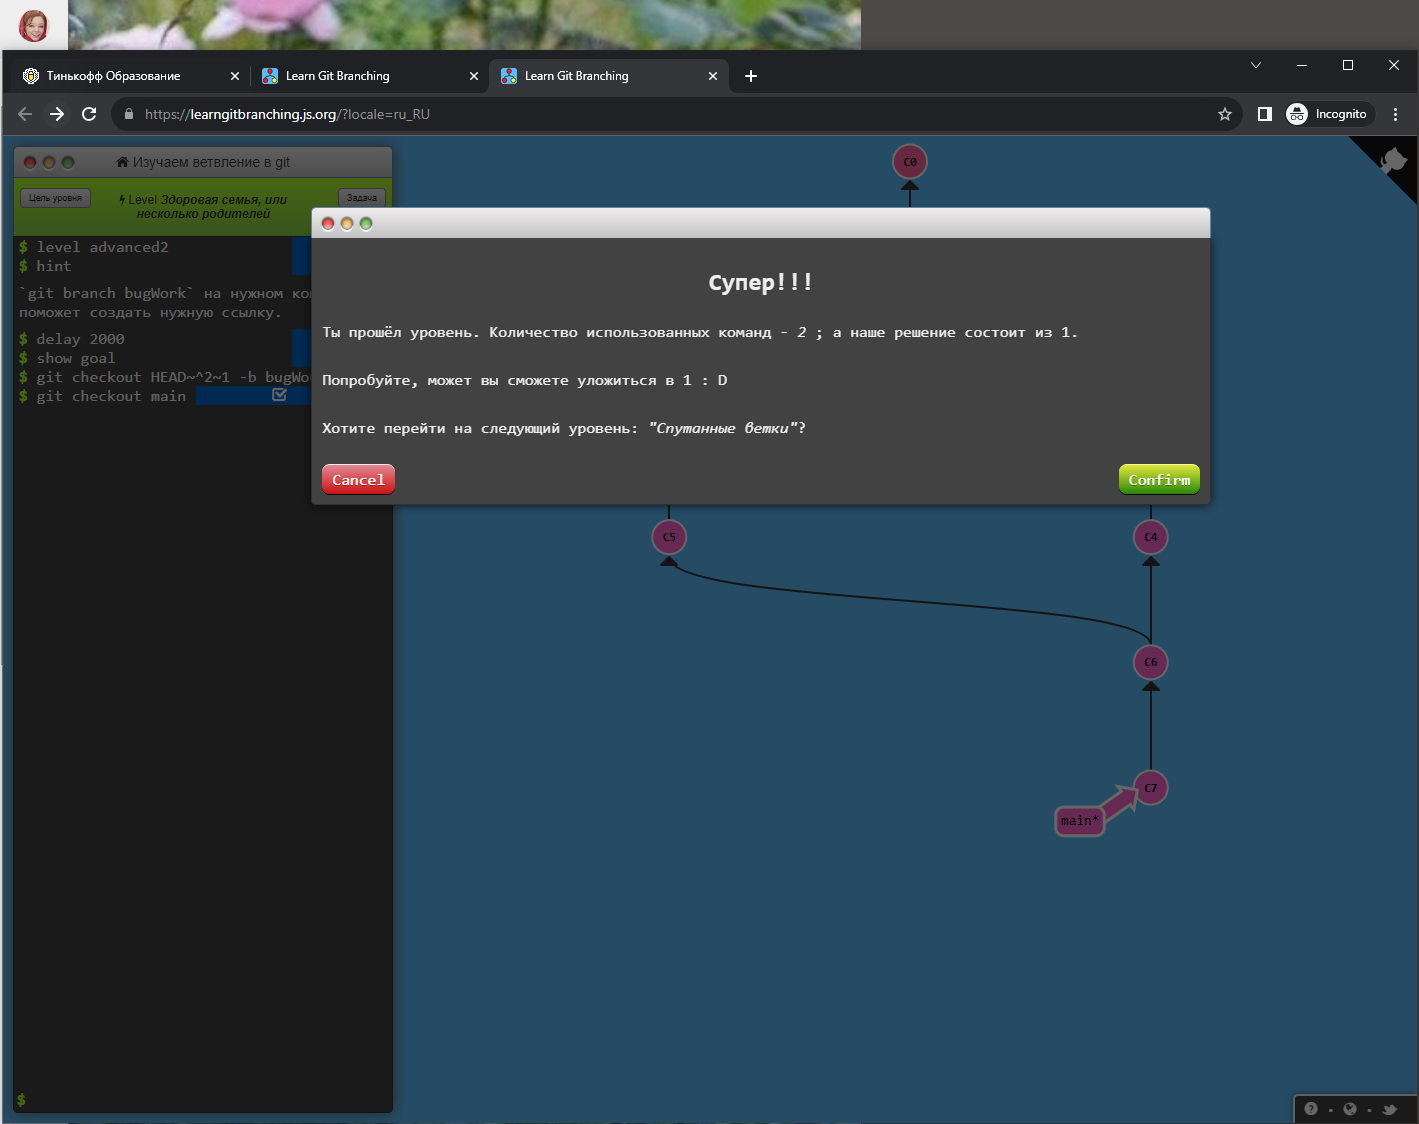 Тинькофф Образование
Learn Git Branching
Learn Git Branching
https://learngitbranching.js.org/?locale=ru_RU
Incognito
Изучаем ветвление в git
Цель уровня
Level Здоровая семья, или
несколько родителей
Задача
$ level advanced2
$ hint
`git branch bugWork` на нужном
поможет создать нужную ссылку.
$ delay 2000
$ show goal
$ git checkout HEAD~^2~1 -b bugWo
$ git checkout main
$
Супер!!!
Ты прошёл уровень. Количество использованных команд - 2 ; а наше решение состоит из 1.
Попробуйте, может вы сможете уложиться в 1 : D
Хотите перейти на следующий уровень: "Спутанные ветки"?
Cancel
Confirm
C0
C5
C4
C6
C7
main*